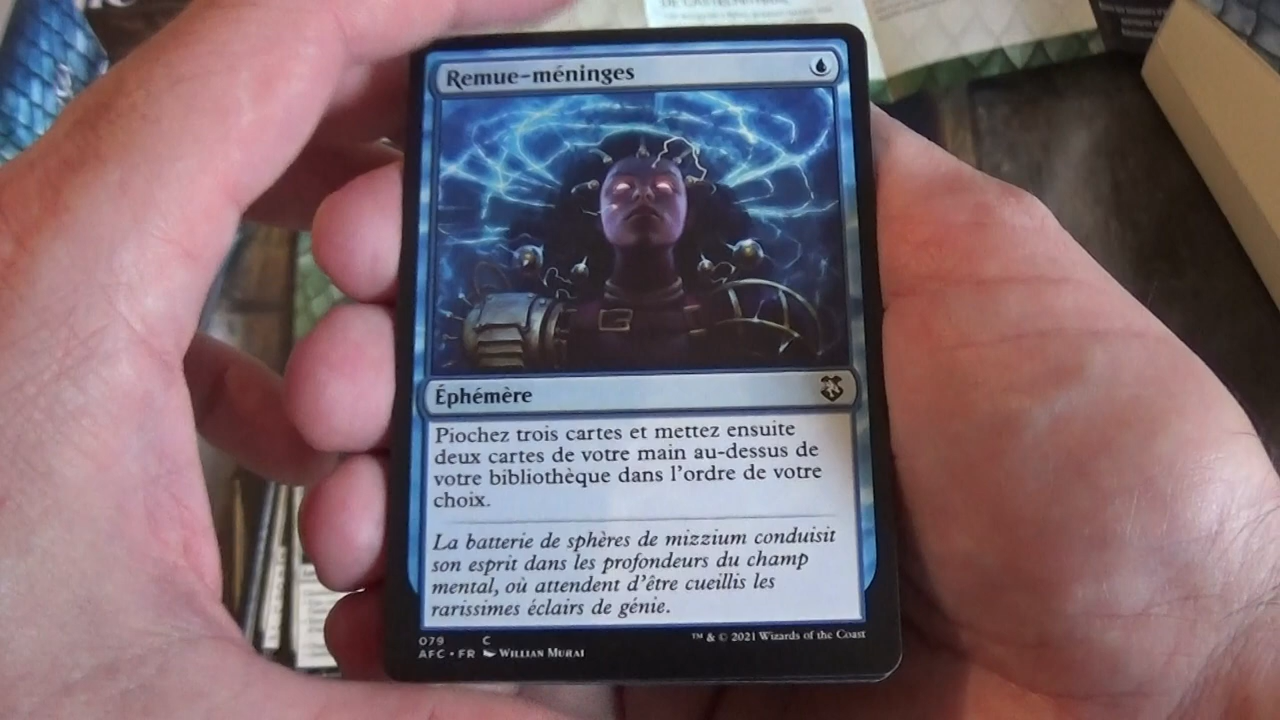 Remue-méninges
Éphémère
Piochez trois cartes et mettez ensuite
deux cartes de votre main au-dessus de
votre bibliothèque dans l'ordre de votre
choix.
La batterie de sphères de mizzium conduisit
son esprit dans les profondeurs du champ
mental, où attendent d'être cueillis les
rarissimes éclairs de génie.
079 C
AFC • FR WILLIAN MURAI
™ & © 2021 Wizards of the Coast